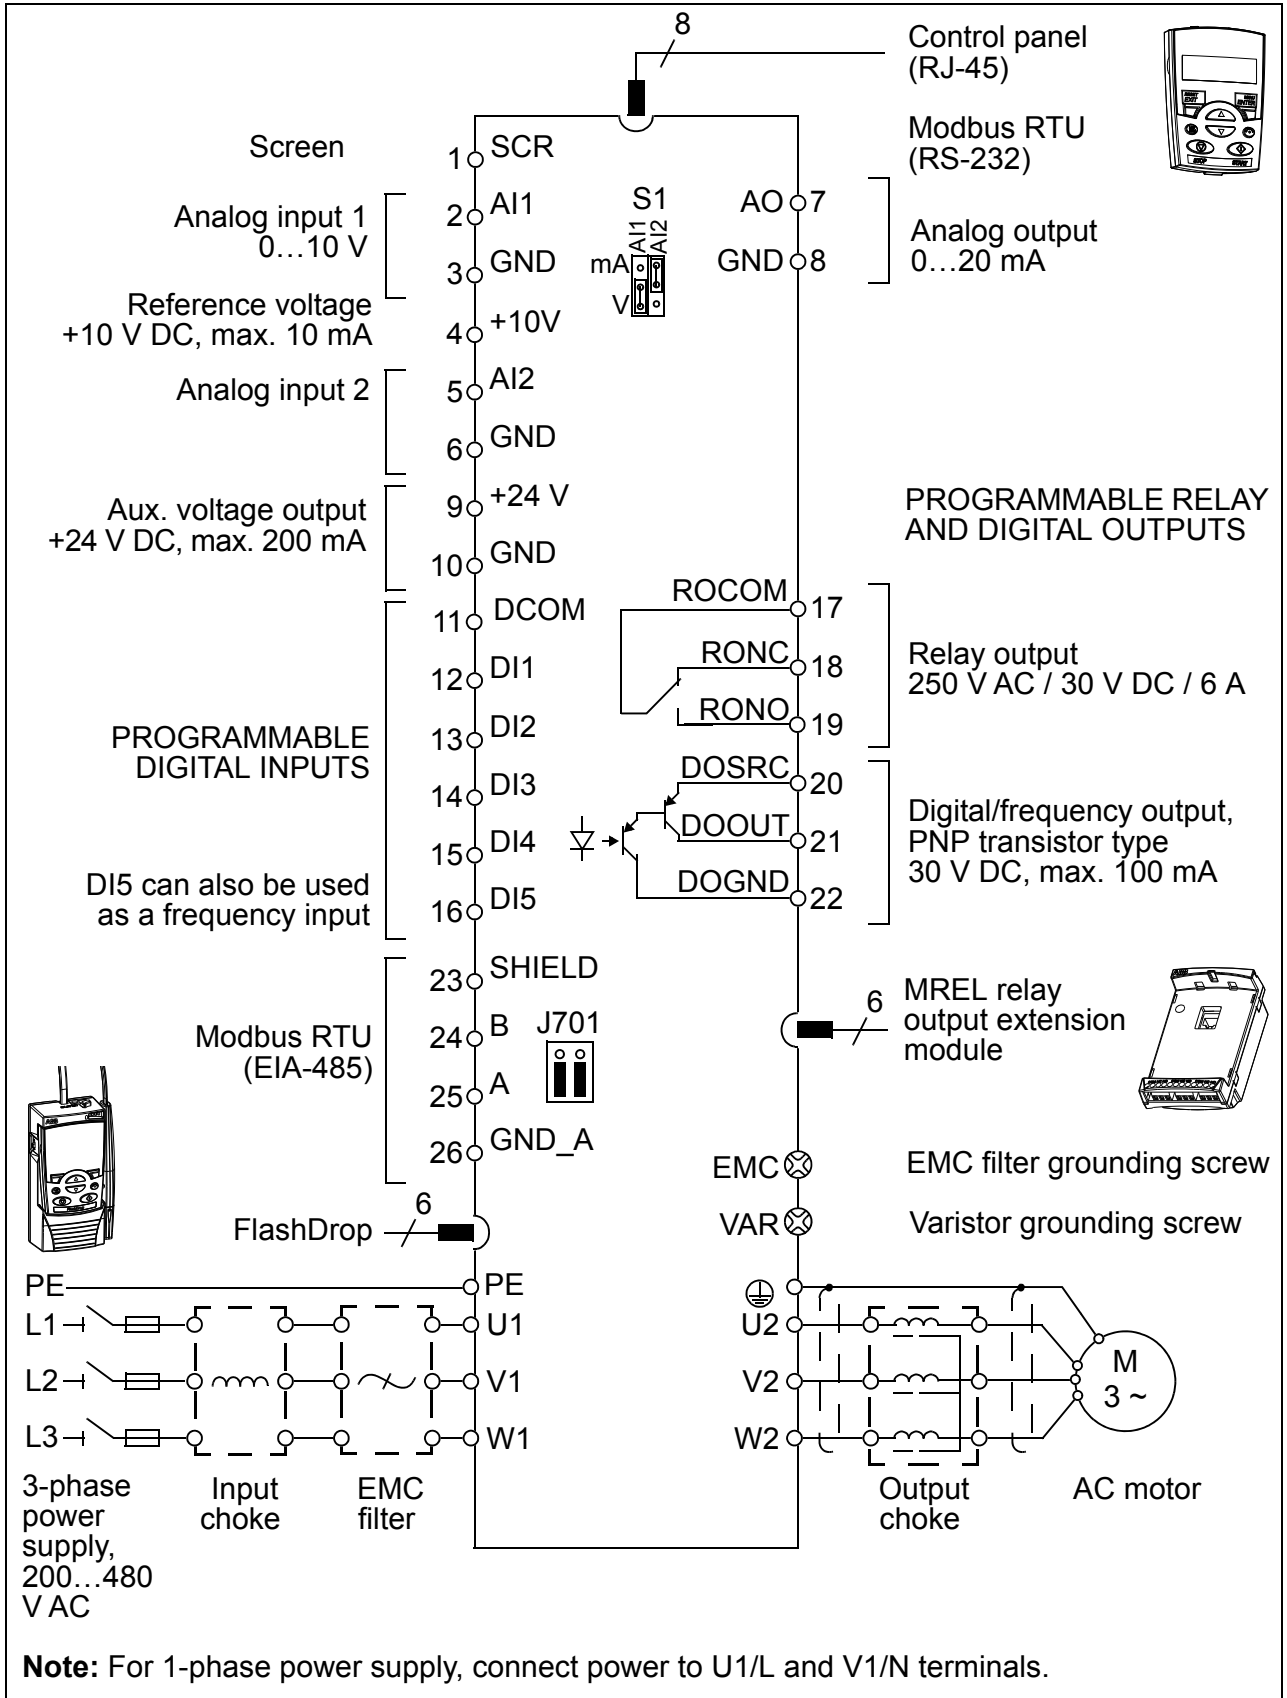 8
Control panel
(RJ-45)
Modbus RTU
(RS-232)
RESET
EXIT
MENU
ENTER
STOP
START
Screen
1 SCR
Analog input 1
0…10 V
2 AI1
3 GND
Reference voltage
+10 V DC, max. 10 mA
4 +10V
Analog input 2
5 AI2
6 GND
Aux. voltage output
+24 V DC, max. 200 mA
9 +24 V
10 GND
11 DCOM
12 DI1
PROGRAMMABLE
DIGITAL INPUTS
13 DI2
14 DI3
15 DI4
DI5 can also be used
as a frequency input
16 DI5
23 SHIELD
Modbus RTU
(EIA-485)
24 B
J701
25 A
26 GND_A
FlashDrop
6
S1
AI1
AI2
mA
V
AO 7
GND 8
Analog output
0…20 mA
PROGRAMMABLE RELAY
AND DIGITAL OUTPUTS
ROCOM 17
RONC 18
RONO 19
Relay output
250 V AC / 30 V DC / 6 A
DOSRC 20
DOOUT 21
DOGND 22
Digital/frequency output,
PNP transistor type
30 V DC, max. 100 mA
6
MREL relay
output extension
module
EMC
EMC filter grounding screw
VAR
Varistor grounding screw
PE PE
L1 U1 U2
L2 V1 V2
L3 W1 W2
M
3 ~
3-phase
power
supply,
200…480
V AC
Input
choke
EMC
filter
Output
choke
AC motor
Note: For 1-phase power supply, connect power to U1/L and V1/N terminals.